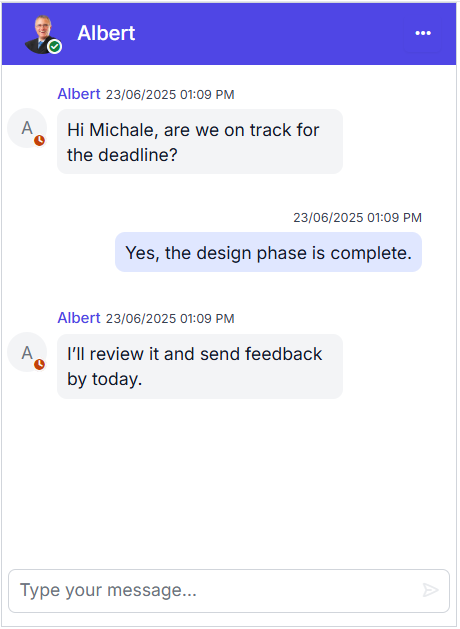 Albert
Albert 23/06/2025 01:09 PM
A
Hi Michale, are we on track for
the deadline?
23/06/2025 01:09 PM
Yes, the design phase is complete.
Albert 23/06/2025 01:09 PM
A
I’ll review it and send feedback
by today.
Type your message...